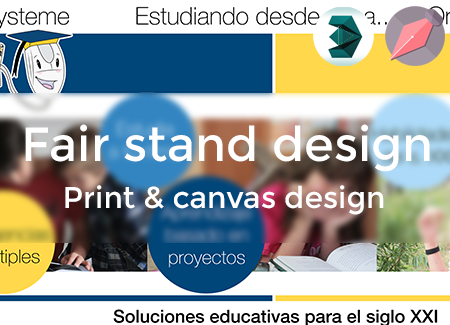 ysteme
Estudiando desde
Fair stand design
Print & canvas design
tiples
proyectos
Soluciones educativas para el siglo XXI